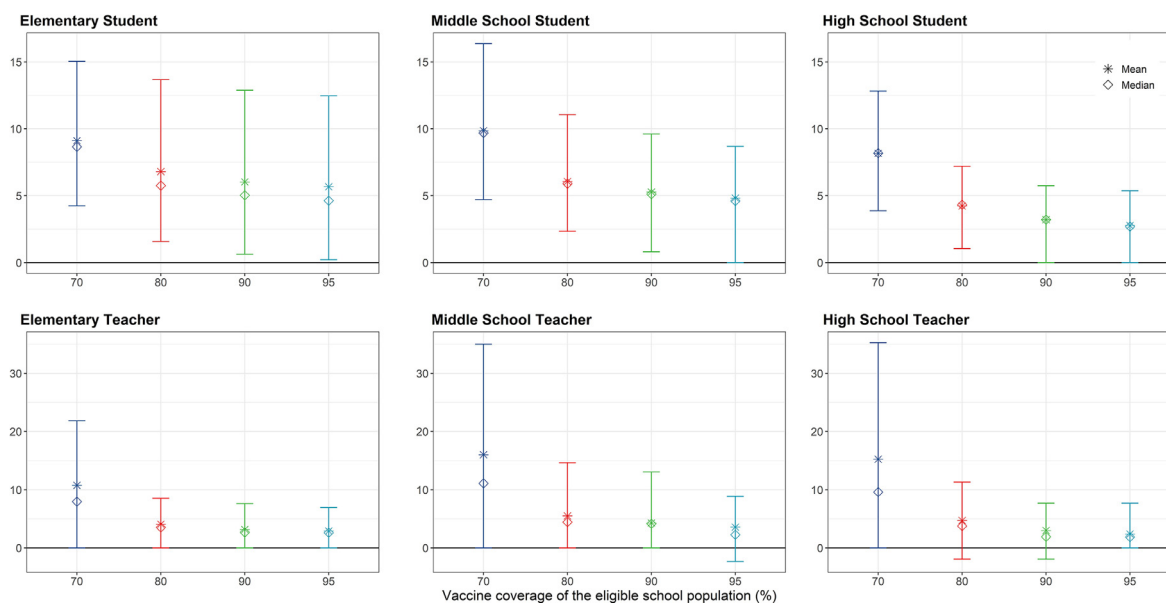 Elementary Student
Middle School Student
High School Student
15
10
5
0
70 80 90 95
15
10
5
0
70 80 90 95
15
10
5
0
70 80 90 95
Mean
Median
Elementary Teacher
Middle School Teacher
High School Teacher
30
20
10
0
70 80 90 95
30
20
10
0
70 80 90 95
30
20
10
0
70 80 90 95
Vaccine coverage of the eligible school population (%)